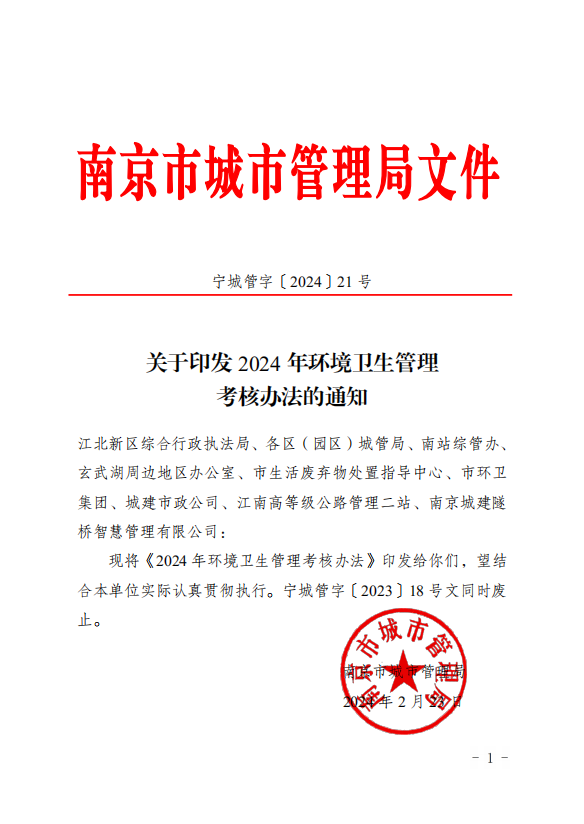 南京市城市管理局文件
宁城管字〔2024〕21 号
关于印发 2024 年环境卫生管理
考核办法的通知
江北新区综合行政执法局、各区（园区）城管局、南站综管办、
玄武湖周边地区办公室、市生活废弃物处置指导中心、市环卫
集团、城建市政公司、江南高等级公路管理二站、南京城建隧
桥智慧管理有限公司：
现将《2024 年环境卫生管理考核办法》印发给你们，望结
合本单位实际认真贯彻执行。宁城管字〔2023〕18 号文同时废
止。
南京市城市管理局
南京市城市管理局
2024 年 2 月 23 日
- 1 -